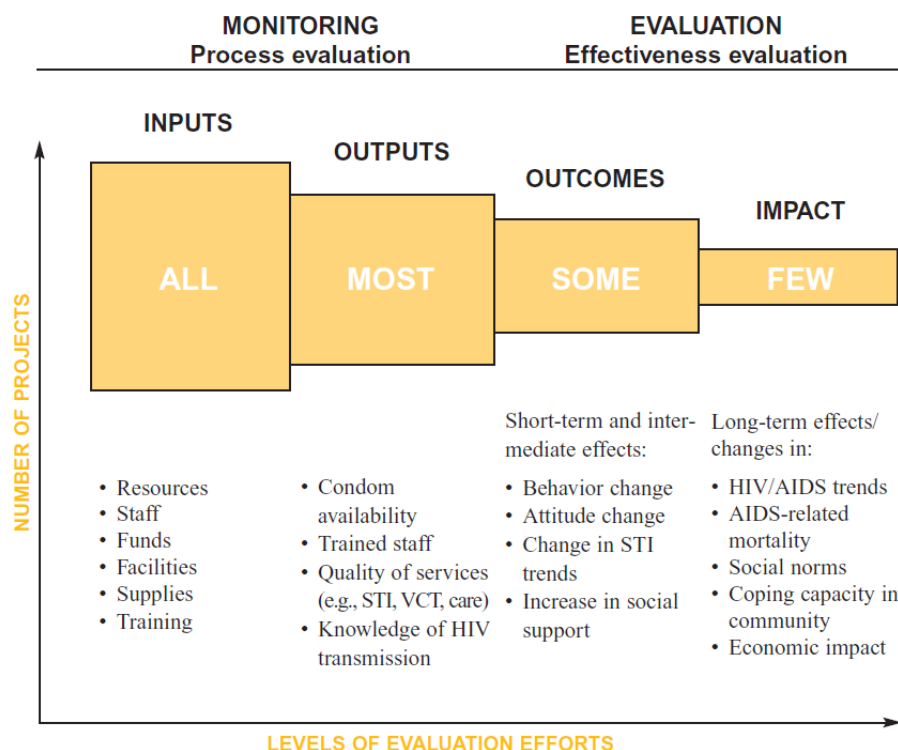 MONITORING
Process evaluation
EVALUATION
Effectiveness evaluation
INPUTS
OUTPUTS
OUTCOMES
IMPACT
ALL
MOST
SOME
FEW
NUMBER OF PROJECTS
• Resources
• Staff
• Funds
• Facilities
• Supplies
• Training
• Condom
availability
• Trained staff
• Quality of services
(e.g., STI, VCT, care)
• Knowledge of HIV
transmission
Short-term and inter-
mediate effects:
• Behavior change
• Attitude change
• Change in STI
trends
• Increase in social
support
Long-term effects/
changes in:
• HIV/AIDS trends
• AIDS-related
mortality
• Social norms
• Coping capacity in
community
• Economic impact
LEVELS OF EVALUATION EFFORTS